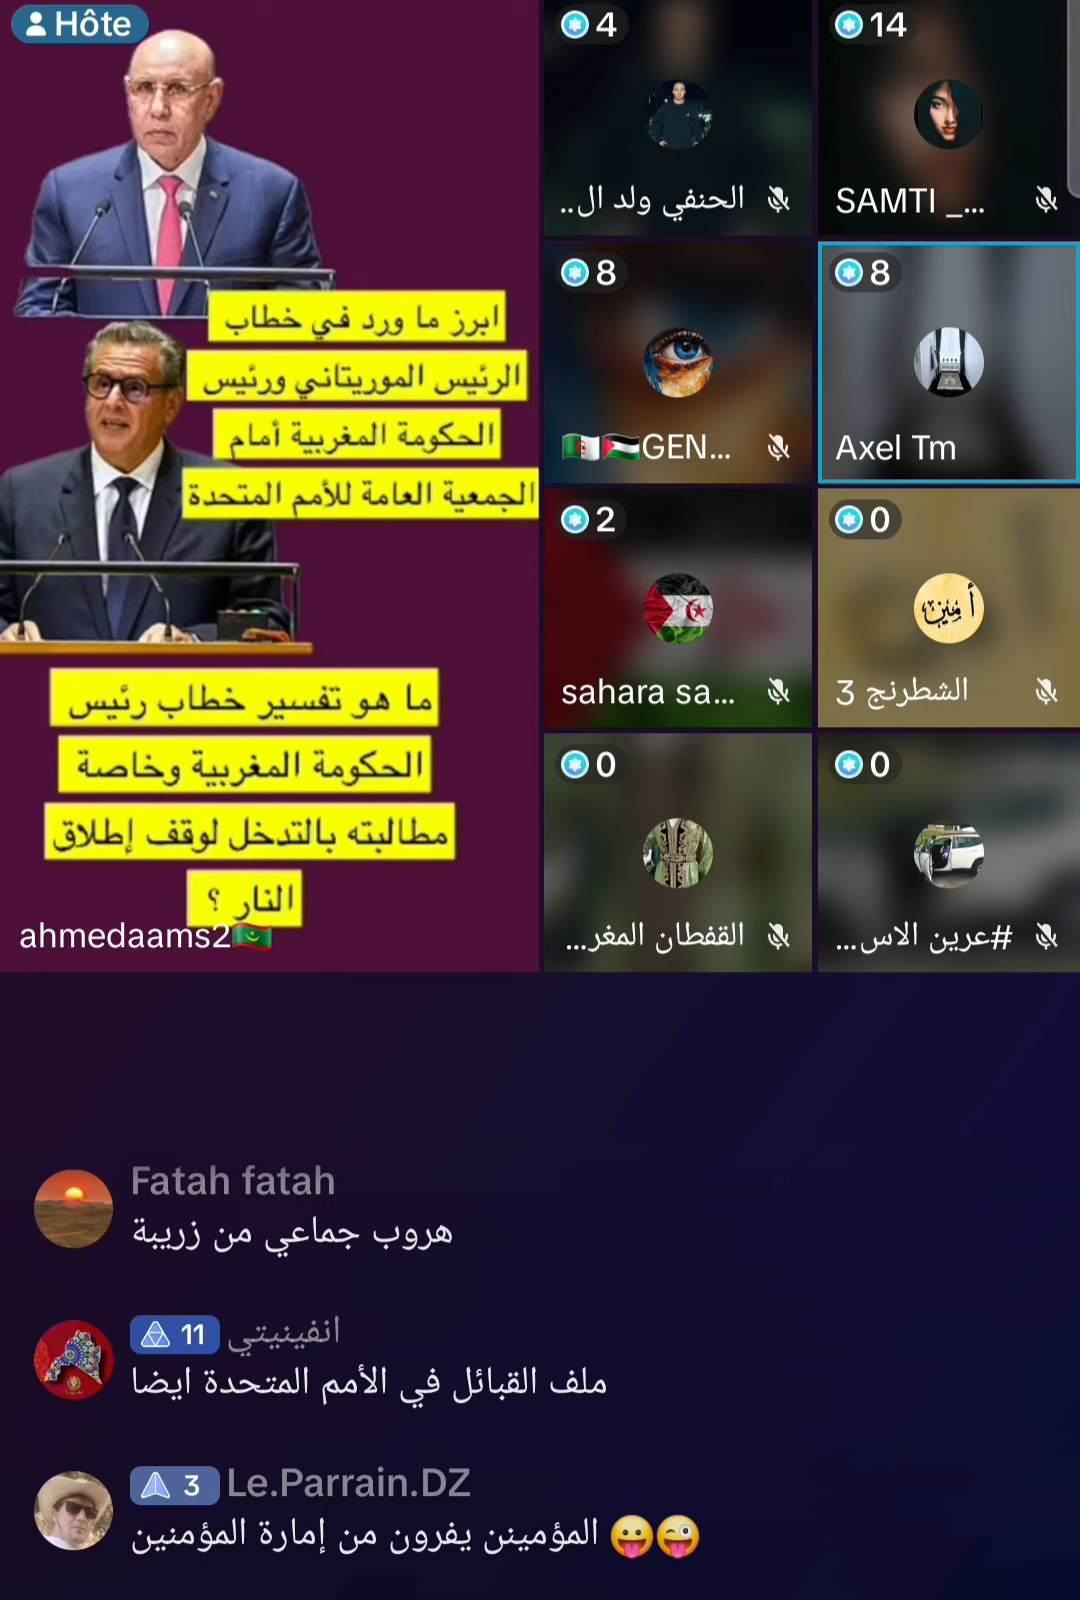 Hôte
ابرز ما ورد في خطاب
الرئيس الموريتاني ورئيس
الحكومة المغربية أمام
الجمعية العامة للأمم المتحدة
ما هو تفسير خطاب رئيس
الحكومة المغربية وخاصة
مطالبته بالتدخل لوقف إطلاق
النار ؟
ahmedaams2🇲🇷
4
الحنفي ولد ال..
14
SAMTI _...
8
🇩🇿🇵🇸GEN...
8
Axel Tm
2
sahara sa...
0
أمين
الشطرنج 3
0
القفطان المغر...
0
#عرين الاس...
Fatah fatah
هروب جماعي من زريبة
11 انفينيتي
ملف القبائل في الأمم المتحدة ايضا
3 Le.Parrain.DZ
المؤمينن يفرون من إمارة المؤمنين 😛😜